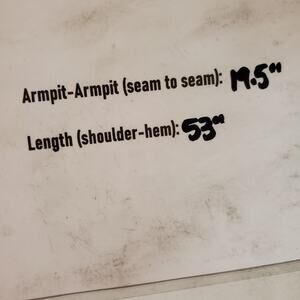 Armpit-Armpit (seam to seam): 19.5"
Length (shoulder-hem): 53"